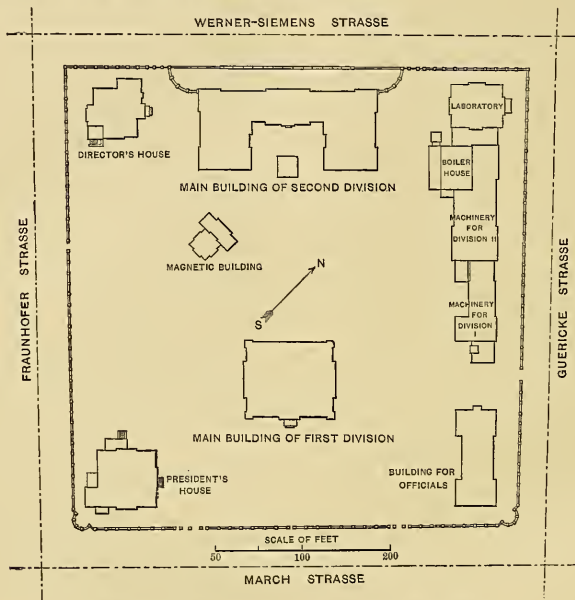 WERNER-SIEMENS STRASSE
LABORATORY
DIRECTOR'S HOUSE
BOILER
HOUSE
MAIN BUILDING OF SECOND DIVISION
MACHINERY
FOR
DIVISION II
MAGNETIC BUILDING
N
S
MACHINERY
FOR
DIVISION
I
FRAUNHOFER STRASSE
GUERICKE STRASSE
MAIN BUILDING OF FIRST DIVISION
PRESIDENT'S
HOUSE
BUILDING FOR
OFFICIALS
SCALE OF FEET
50 100 200
MARCH STRASSE